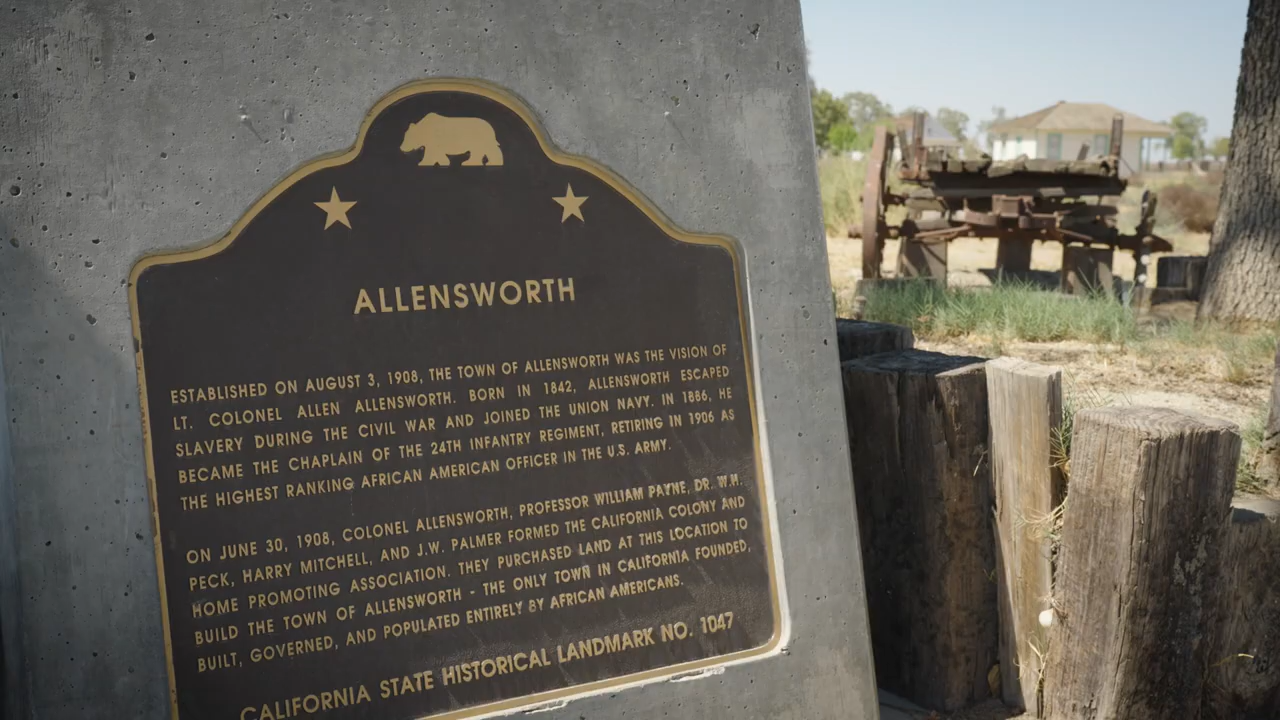 ALLENSWORTH
ESTABLISHED ON AUGUST 3, 1908, THE TOWN OF ALLENSWORTH WAS THE VISION OF
LT. COLONEL ALLEN ALLENSWORTH. BORN IN 1842, ALLENSWORTH ESCAPED
SLAVERY DURING THE CIVIL WAR AND JOINED THE UNION NAVY. IN 1886, HE
BECAME THE CHAPLAIN OF THE 24TH INFANTRY REGIMENT, RETIRING IN 1906 AS
THE HIGHEST RANKING AFRICAN AMERICAN OFFICER IN THE U.S. ARMY.
ON JUNE 30, 1908, COLONEL ALLENSWORTH, PROFESSOR WILLIAM PAYNE, DR. W.H.
PECK, HARRY MITCHELL, AND J.W. PALMER FORMED THE CALIFORNIA COLONY AND
HOME PROMOTING ASSOCIATION. THEY PURCHASED LAND AT THIS LOCATION TO
BUILD THE TOWN OF ALLENSWORTH - THE ONLY TOWN IN CALIFORNIA FOUNDED,
BUILT, GOVERNED, AND POPULATED ENTIRELY BY AFRICAN AMERICANS.
CALIFORNIA STATE HISTORICAL LANDMARK NO. 1047